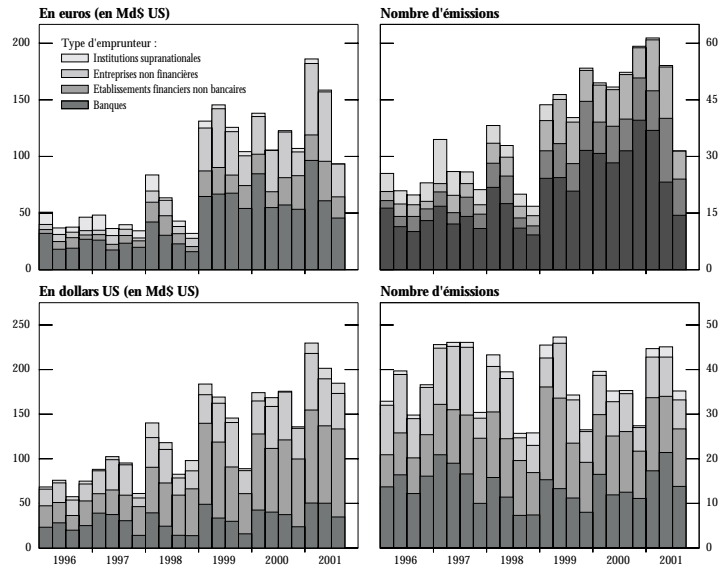 En euros (en Md$ US)
Nombre d'émissions
Type d'emprunteur :
Institutions supranationales
Entreprises non financières
Etablissements financiers non bancaires
Banques
200
150
100
50
0
60
45
30
15
0
En dollars US (en Md$ US)
Nombre d'émissions
250
200
150
100
50
0
50
40
30
20
10
0
1996 1997 1998 1999 2000 2001
1996 1997 1998 1999 2000 2001